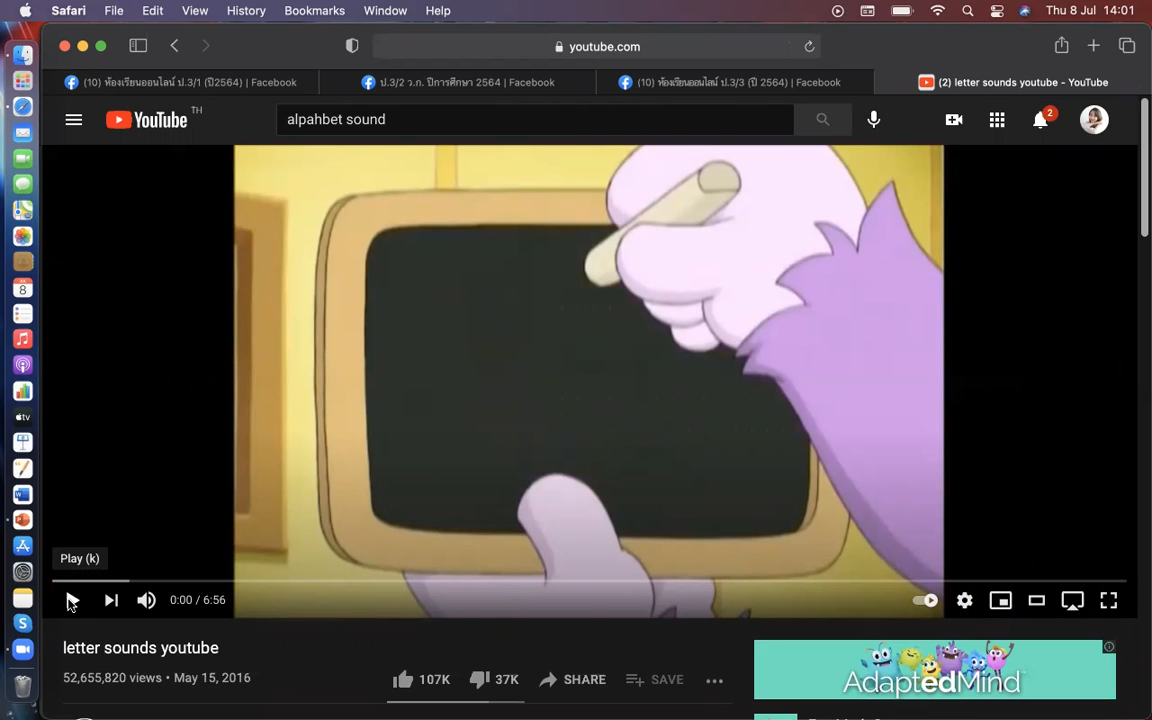 Safari File Edit View History Bookmarks Window Help Thu 8 Jul 14:01
youtube.com
(10) ห้องเรียนออนไลน์ ป.3/1 (ปี2564) | Facebook
ป.3/2 ว.ก. ปีการศึกษา 2564 | Facebook
(10) ห้องเรียนออนไลน์ ป.3/3 (ปี 2564) | Facebook
(2) letter sounds youtube - YouTube
YouTube TH
alpahbet sound
2
8
tv
Play (k)
0:00 / 6:56
letter sounds youtube
52,655,820 views • May 15, 2016
107K 37K SHARE SAVE
AdaptedMind